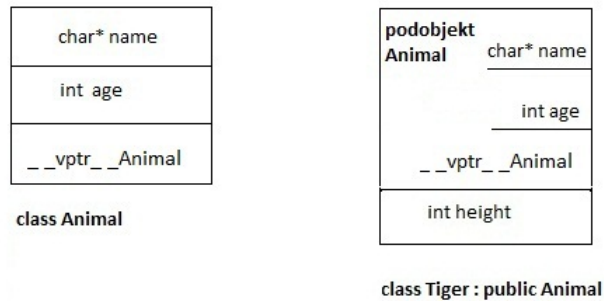 char* name
int age
_ _vptr_ _Animal
class Animal
podobjekt
Animal
char* name
int age
_ _vptr_ _Animal
int height
class Tiger : public Animal